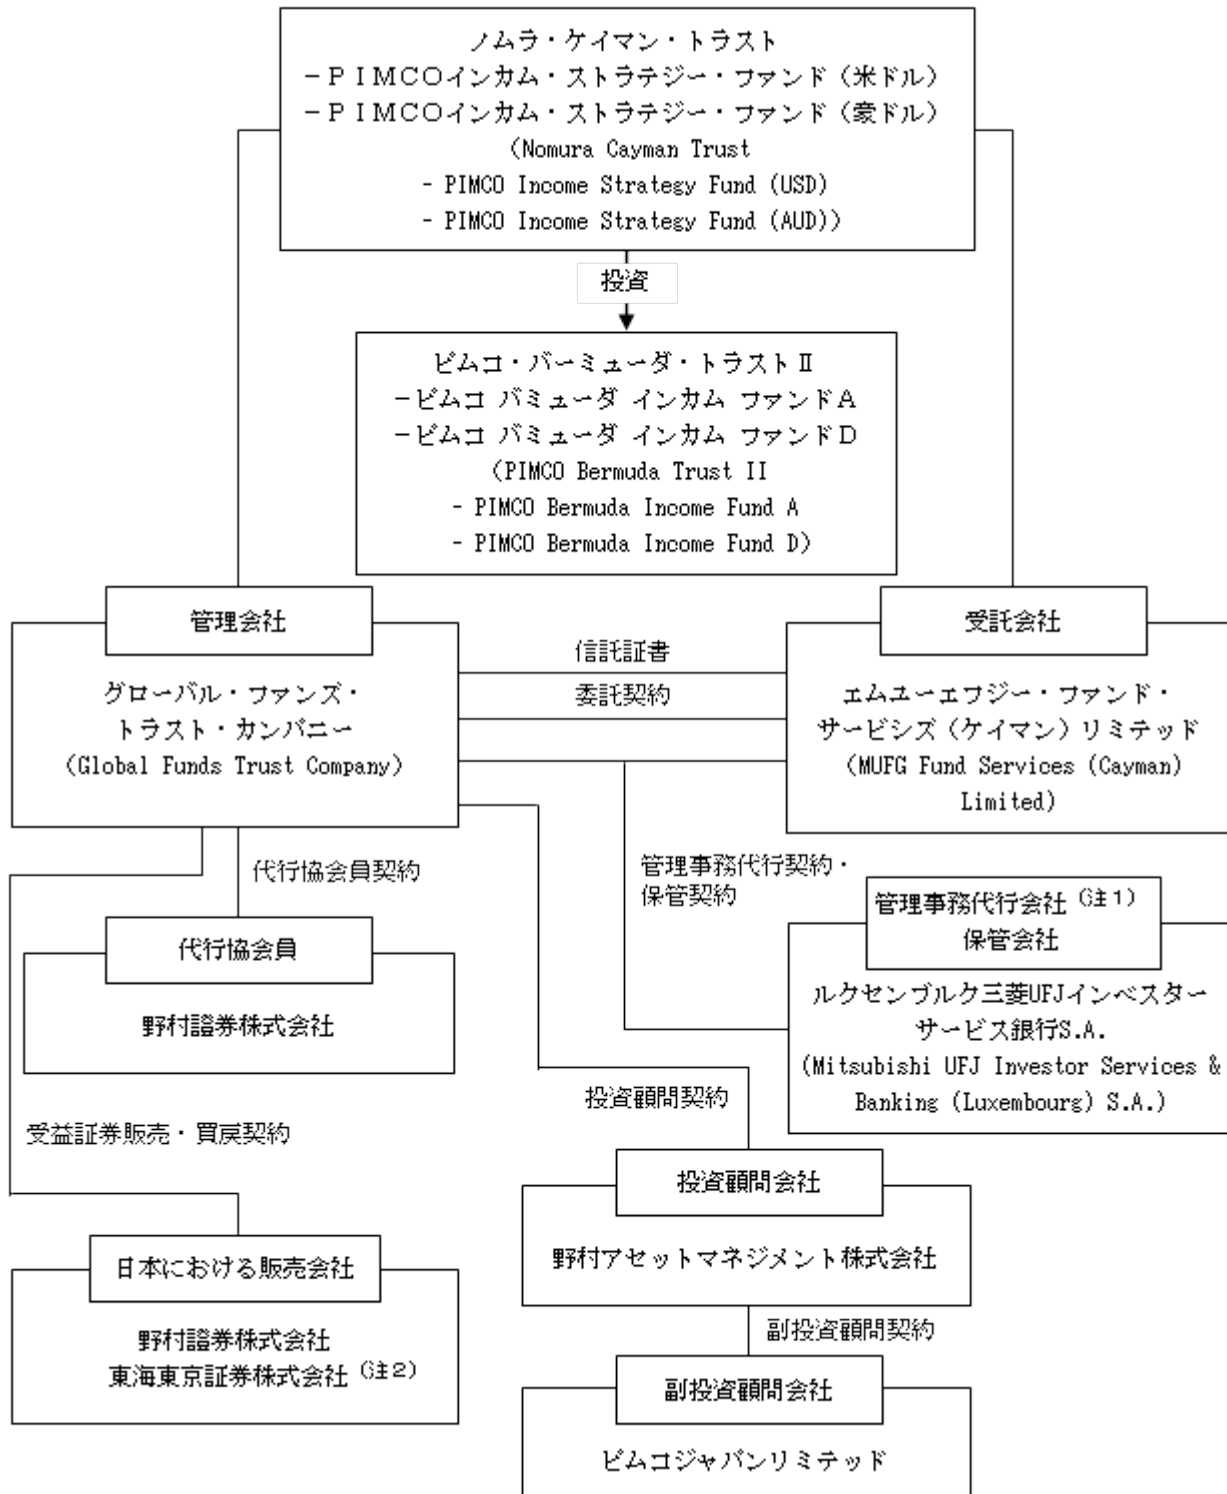 ノムラ・ケイマン・トラスト
－ＰＩＭＣＯインカム・ストラテジー・ファンド（米ドル）
－ＰＩＭＣＯインカム・ストラテジー・ファンド（豪ドル）
(Nomura Cayman Trust
- PIMCO Income Strategy Fund (USD)
- PIMCO Income Strategy Fund (AUD))
投資
ピムコ・バーミューダ・トラストⅡ
－ピムコ バミューダ インカム ファンドＡ
－ピムコ バミューダ インカム ファンドＤ
(PIMCO Bermuda Trust II
- PIMCO Bermuda Income Fund A
- PIMCO Bermuda Income Fund D)
管理会社
グローバル・ファンズ・
トラスト・カンパニー
(Global Funds Trust Company)
信託証書
委託契約
受託会社
エムユーエフジー・ファンド・
サービシズ（ケイマン）リミテッド
(MUFG Fund Services (Cayman)
Limited)
代行協会員契約
管理事務代行契約・
保管契約
代行協会員
野村證券株式会社
管理事務代行会社（注１）
保管会社
ルクセンブルク三菱UFJインベスター
サービス銀行S.A.
(Mitsubishi UFJ Investor Services &
Banking (Luxembourg) S.A.)
投資顧問契約
受益証券販売・買戻契約
投資顧問会社
野村アセットマネジメント株式会社
日本における販売会社
野村證券株式会社
東海東京証券株式会社（注２）
副投資顧問契約
副投資顧問会社
ピムコジャパンリミテッド